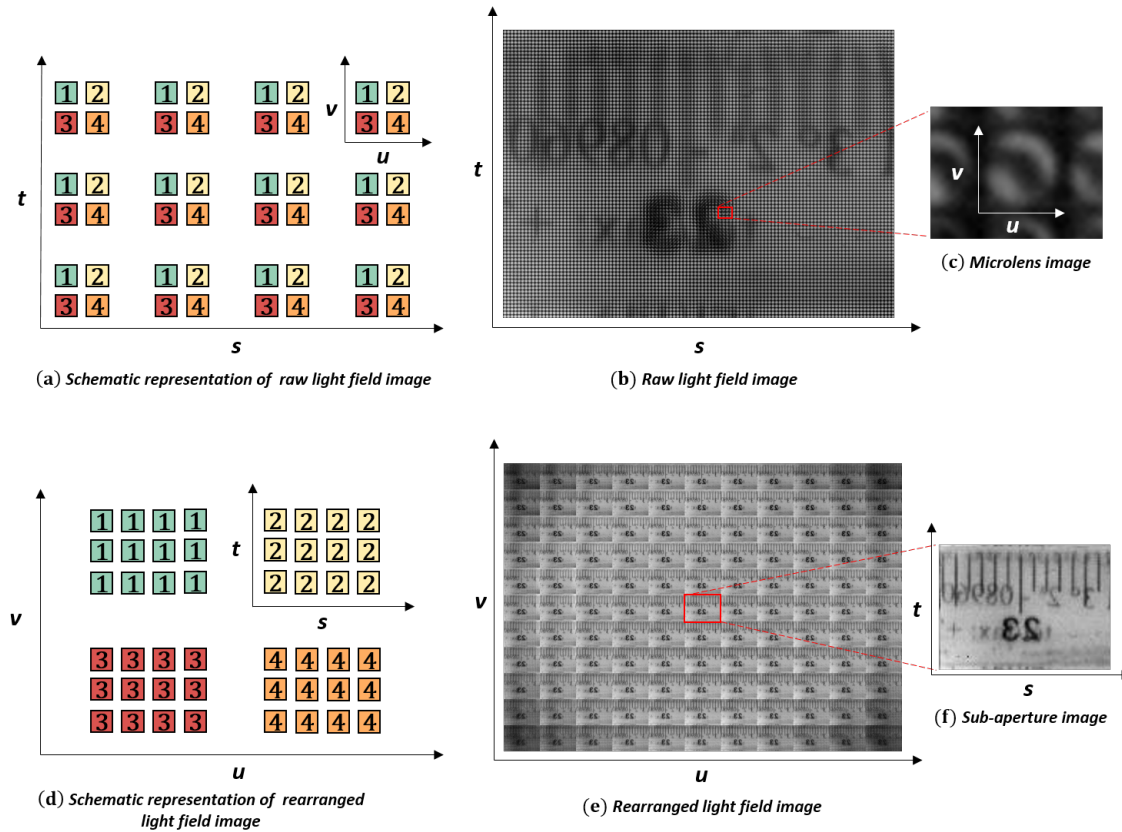 1 2 1 2 1 2 1 2
3 4 3 4 3 4 3 4
1 2 1 2 1 2 1 2
3 4 3 4 3 4 3 4
1 2 1 2 1 2 1 2
3 4 3 4 3 4 3 4
v
u
t
s
(a) Schematic representation of raw light field image
t
s
(b) Raw light field image
v
u
(c) Microlens image
1 1 1 1
1 1 1 1
1 1 1 1
2 2 2 2
2 2 2 2
2 2 2 2
t
s
3 3 3 3
3 3 3 3
3 3 3 3
4 4 4 4
4 4 4 4
4 4 4 4
v
u
(d) Schematic representation of rearranged
light field image
v
u
(e) Rearranged light field image
23
t
s
(f) Sub-aperture image